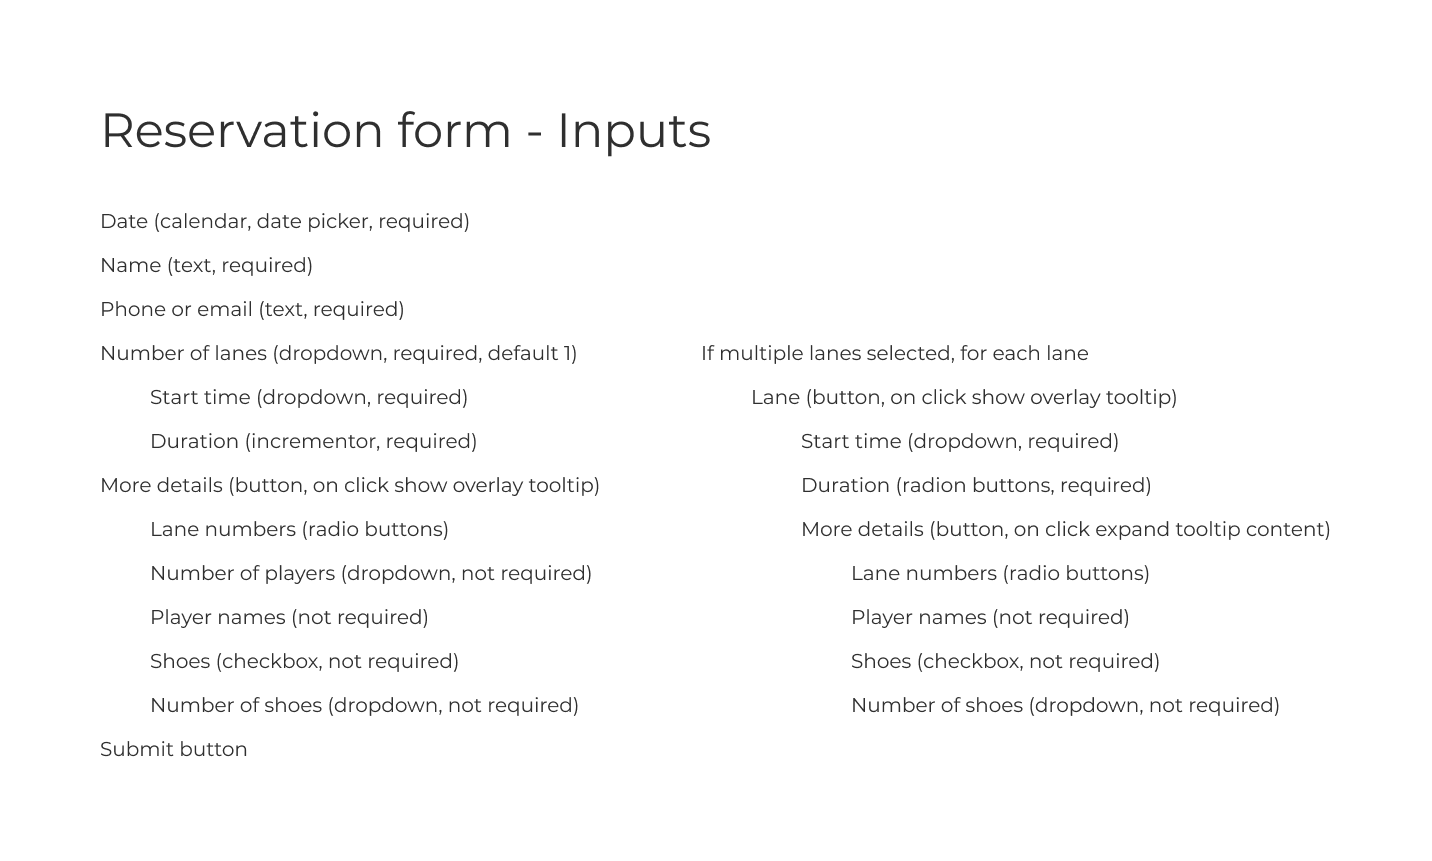 Reservation form - Inputs
Date (calendar, date picker, required)
Name (text, required)
Phone or email (text, required)
Number of lanes (dropdown, required, default 1)
Start time (dropdown, required)
Duration (incrementor, required)
More details (button, on click show overlay tooltip)
Lane numbers (radio buttons)
Number of players (dropdown, not required)
Player names (not required)
Shoes (checkbox, not required)
Number of shoes (dropdown, not required)
Submit button
If multiple lanes selected, for each lane
Lane (button, on click show overlay tooltip)
Start time (dropdown, required)
Duration (radion buttons, required)
More details (button, on click expand tooltip content)
Lane numbers (radio buttons)
Player names (not required)
Shoes (checkbox, not required)
Number of shoes (dropdown, not required)